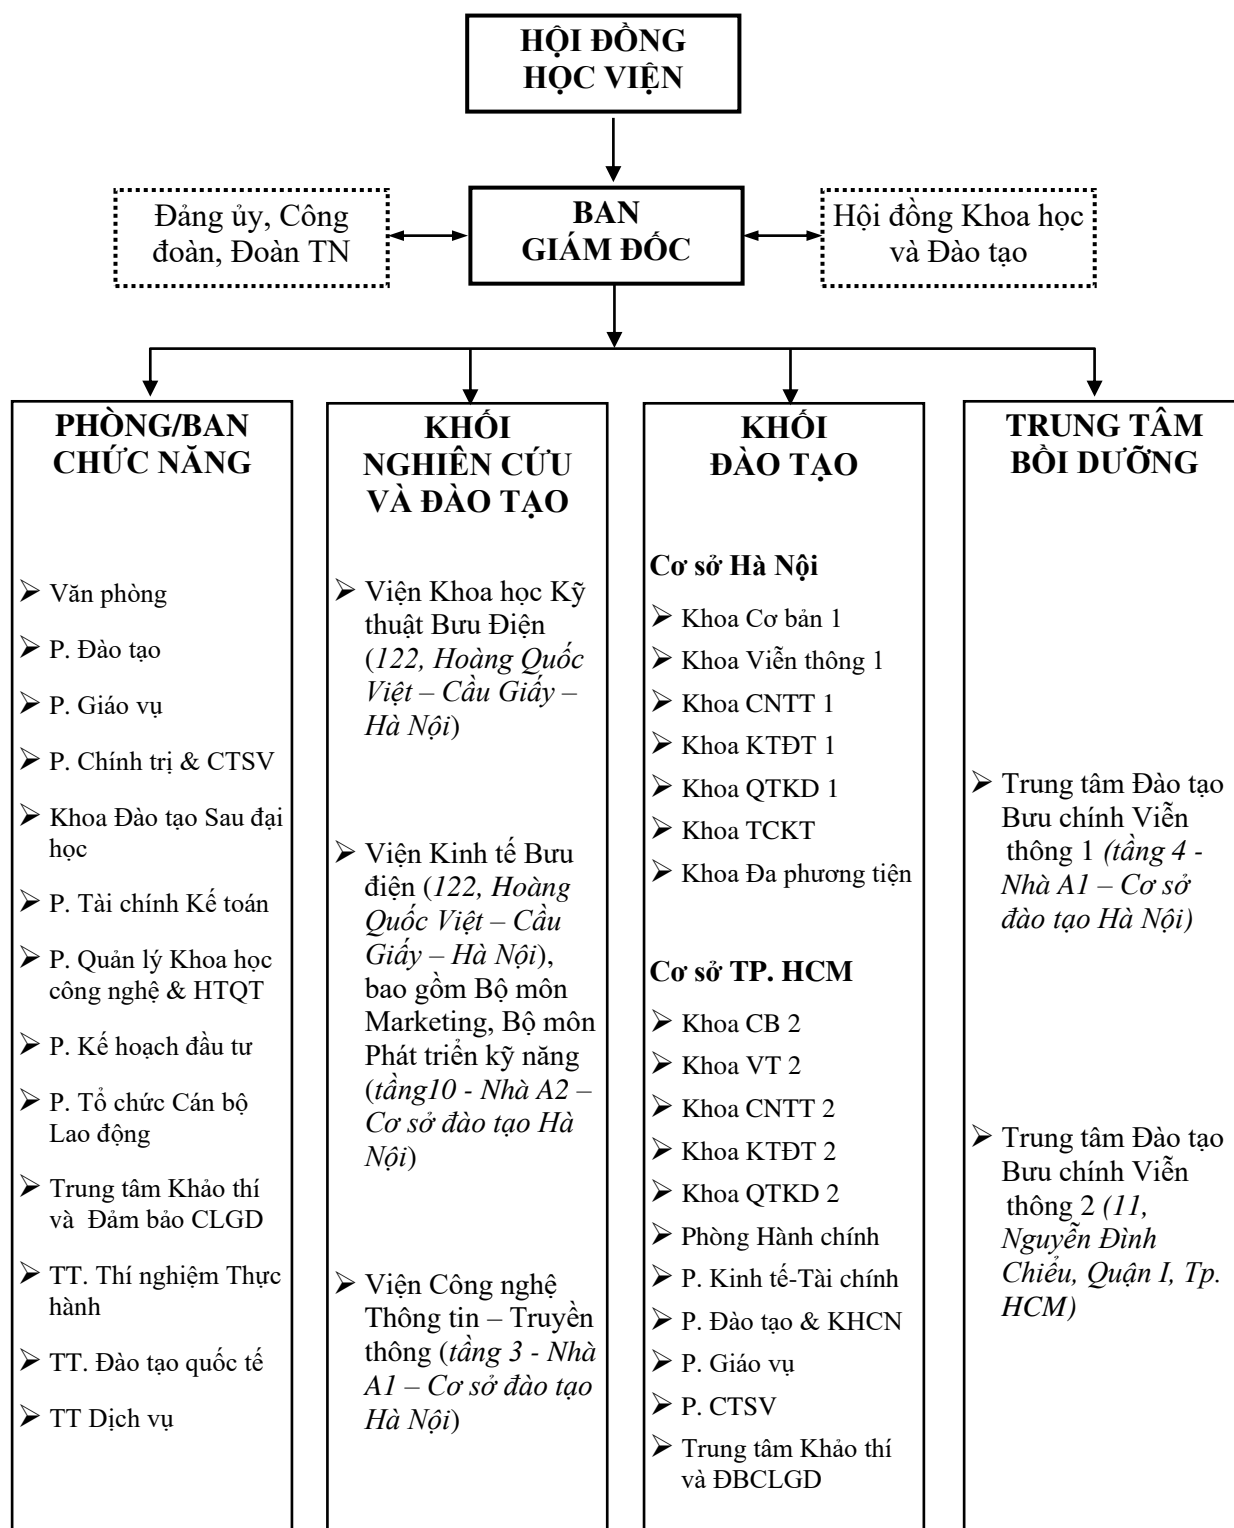 HỘI ĐỒNG
HỌC VIỆN
Đảng ủy, Công
đoàn, Đoàn TN
BAN
GIÁM ĐỐC
Hội đồng Khoa học
và Đào tạo
PHÒNG/BAN
CHỨC NĂNG
➢ Văn phòng
➢ P. Đào tạo
➢ P. Giáo vụ
➢ P. Chính trị & CTSV
➢ Khoa Đào tạo Sau đại
học
➢ P. Tài chính Kế toán
➢ P. Quản lý Khoa học
công nghệ & HTQT
➢ P. Kế hoạch đầu tư
➢ P. Tổ chức Cán bộ
Lao động
➢ Trung tâm Khảo thí
và Đảm bảo CLGD
➢ TT. Thí nghiệm Thực
hành
➢ TT. Đào tạo quốc tế
➢ TT Dịch vụ
KHỐI
NGHIÊN CỨU
VÀ ĐÀO TẠO
➢ Viện Khoa học Kỹ
thuật Bưu Điện
(122, Hoàng Quốc
Việt – Cầu Giấy –
Hà Nội)
➢ Viện Kinh tế Bưu
điện (122, Hoàng
Quốc Việt – Cầu
Giấy – Hà Nội),
bao gồm Bộ môn
Marketing, Bộ môn
Phát triển kỹ năng
(tầng10 - Nhà A2 –
Cơ sở đào tạo Hà
Nội)
➢ Viện Công nghệ
Thông tin – Truyền
thông (tầng 3 - Nhà
A1 – Cơ sở đào tạo
Hà Nội)
KHỐI
ĐÀO TẠO
Cơ sở Hà Nội
➢ Khoa Cơ bản 1
➢ Khoa Viễn thông 1
➢ Khoa CNTT 1
➢ Khoa KTĐT 1
➢ Khoa QTKD 1
➢ Khoa TCKT
➢ Khoa Đa phương tiện
Cơ sở TP. HCM
➢ Khoa CB 2
➢ Khoa VT 2
➢ Khoa CNTT 2
➢ Khoa KTĐT 2
➢ Khoa QTKD 2
➢ Phòng Hành chính
➢ P. Kinh tế-Tài chính
➢ P. Đào tạo & KHCN
➢ P. Giáo vụ
➢ P. CTSV
➢ Trung tâm Khảo thí
và ĐBCLGD
TRUNG TÂM
BỒI DƯỠNG
➢ Trung tâm Đào tạo
Bưu chính Viễn
thông 1 (tầng 4 -
Nhà A1 – Cơ sở
đào tạo Hà Nội)
➢ Trung tâm Đào tạo
Bưu chính Viễn
thông 2 (11,
Nguyễn Đình
Chiểu, Quận I, Tp.
HCM)